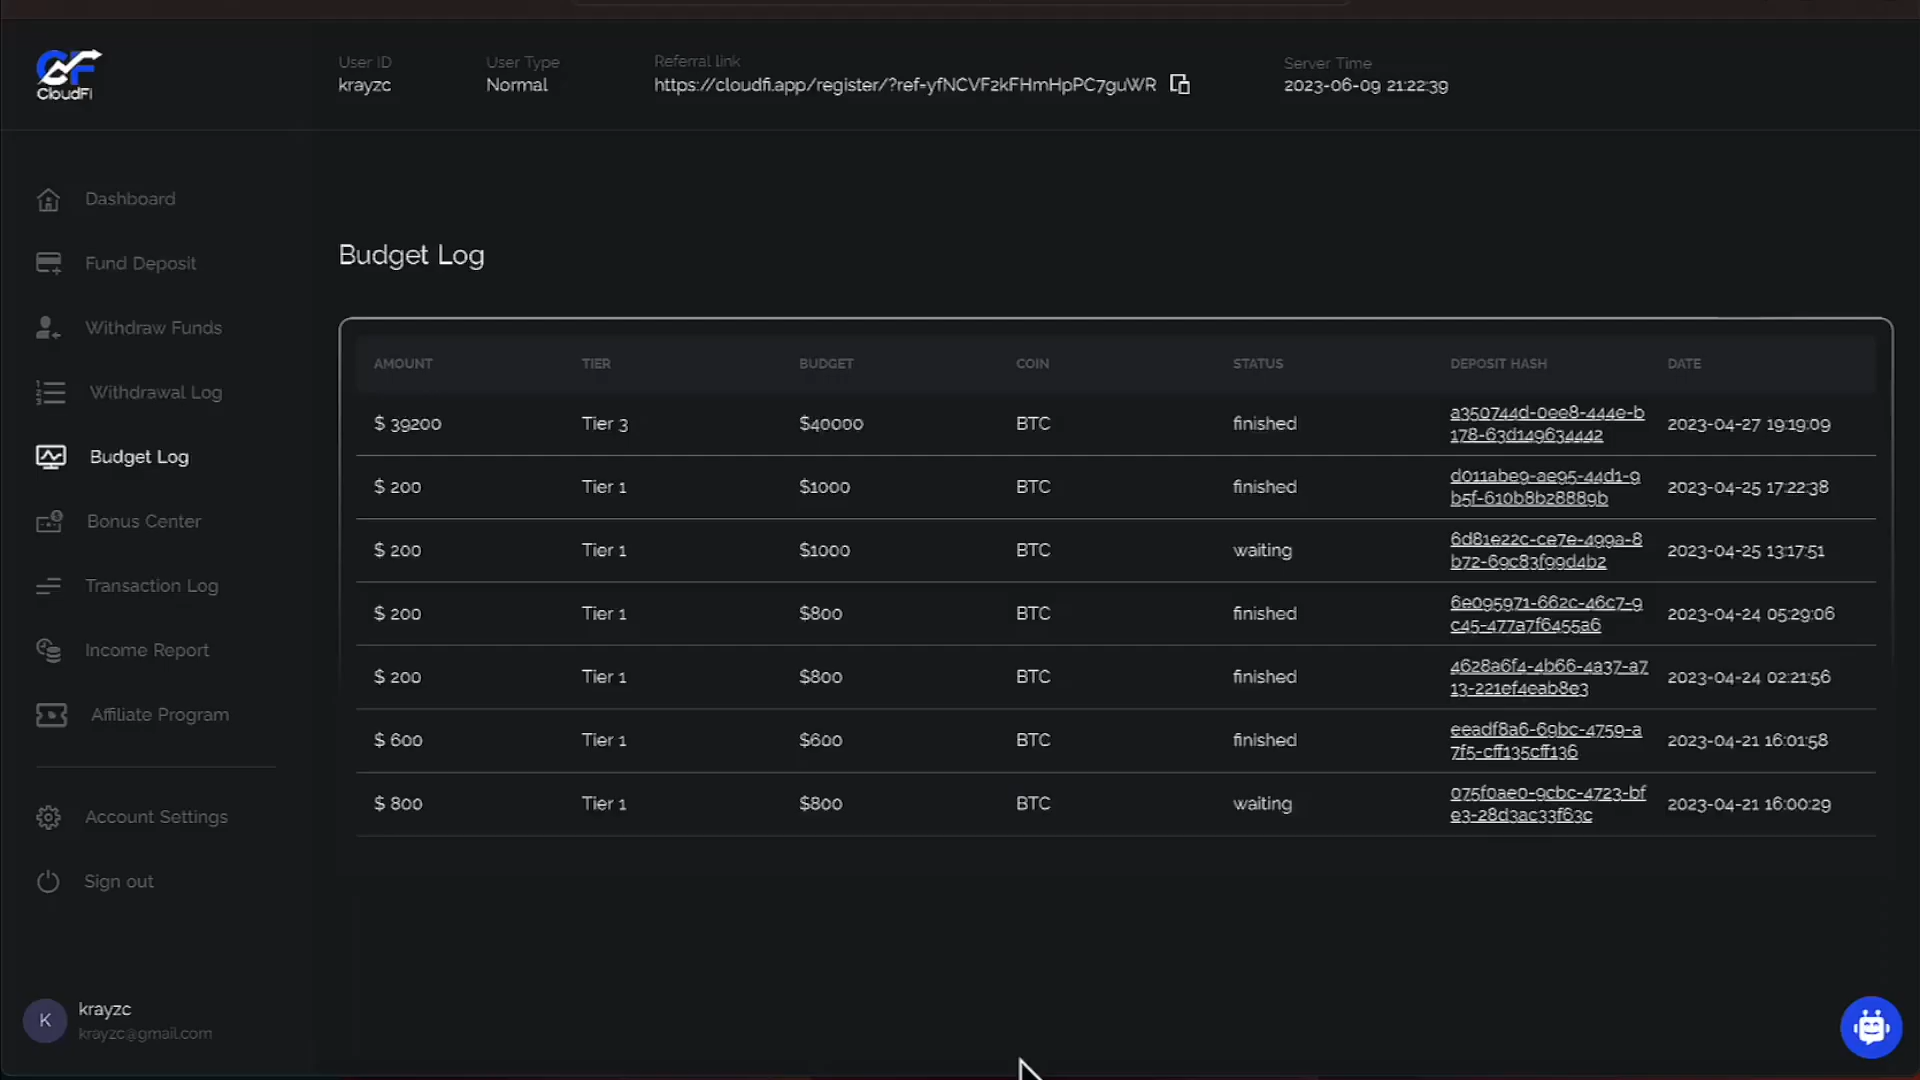 CF
CloudFi
User ID
krayzc
User Type
Normal
Referral link
https://cloudfi.app/register/?ref=yfNCVF2kFHmHpPC7guWR
Server Time
2023-06-09 21:22:39
Dashboard
Fund Deposit
Withdraw Funds
Withdrawal Log
Budget Log
Bonus Center
Transaction Log
Income Report
Affiliate Program
Account Settings
Sign out
K
krayzc
krayzc@gmail.com
Budget Log
AMOUNT TIER BUDGET COIN STATUS DEPOSIT HASH DATE
$ 39200 Tier 3 $40000 BTC finished a350744d-0ee8-444e-b 2023-04-27 19:19:09
178-63d149634442
$ 200 Tier 1 $1000 BTC finished d011abe9-ae95-44d1-9 2023-04-25 17:22:38
b5f-610b8b28889b
$ 200 Tier 1 $1000 BTC waiting 6d81e22c-ce7e-499a-8 2023-04-25 13:17:51
b72-69c83f99d4b2
$ 200 Tier 1 $800 BTC finished 6e095971-662c-46c7-9 2023-04-24 05:29:06
c45-477a7f6455a6
$ 200 Tier 1 $800 BTC finished 4628a6f4-4b66-4a37-a7 2023-04-24 02:21:56
13-221ef4eab8e3
$ 600 Tier 1 $600 BTC finished eeadf8a6-69bc-4759-a 2023-04-21 16:01:58
7f5-cff135cff136
$ 800 Tier 1 $800 BTC waiting 075f0ae0-9cbc-4723-bf 2023-04-21 16:00:29
e3-28d3ac33f63c